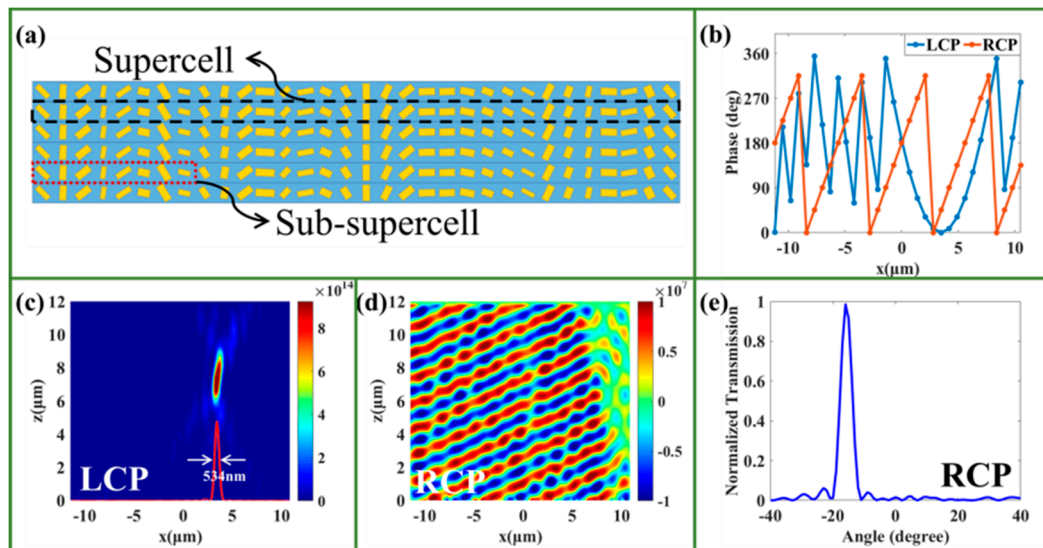 (a)
Supercell
Sub-supercell
(b)
LCP RCP
360
270
180
90
0
Phase (deg)
-10 -5 0 5 10
x(μm)
(c)
×10¹⁴
12
10
8
6
4
2
0
z(μm)
534nm
LCP
8
6
4
2
0
-10 -5 0 5 10
x(μm)
(d)
×10⁷
12
10
8
6
4
2
0
z(μm)
RCP
1
0.5
0
-0.5
-1
-10 -5 0 5 10
x(μm)
(e)
1
0.8
0.6
0.4
0.2
0
Normalized Transmission
RCP
-40 -20 0 20 40
Angle (degree)